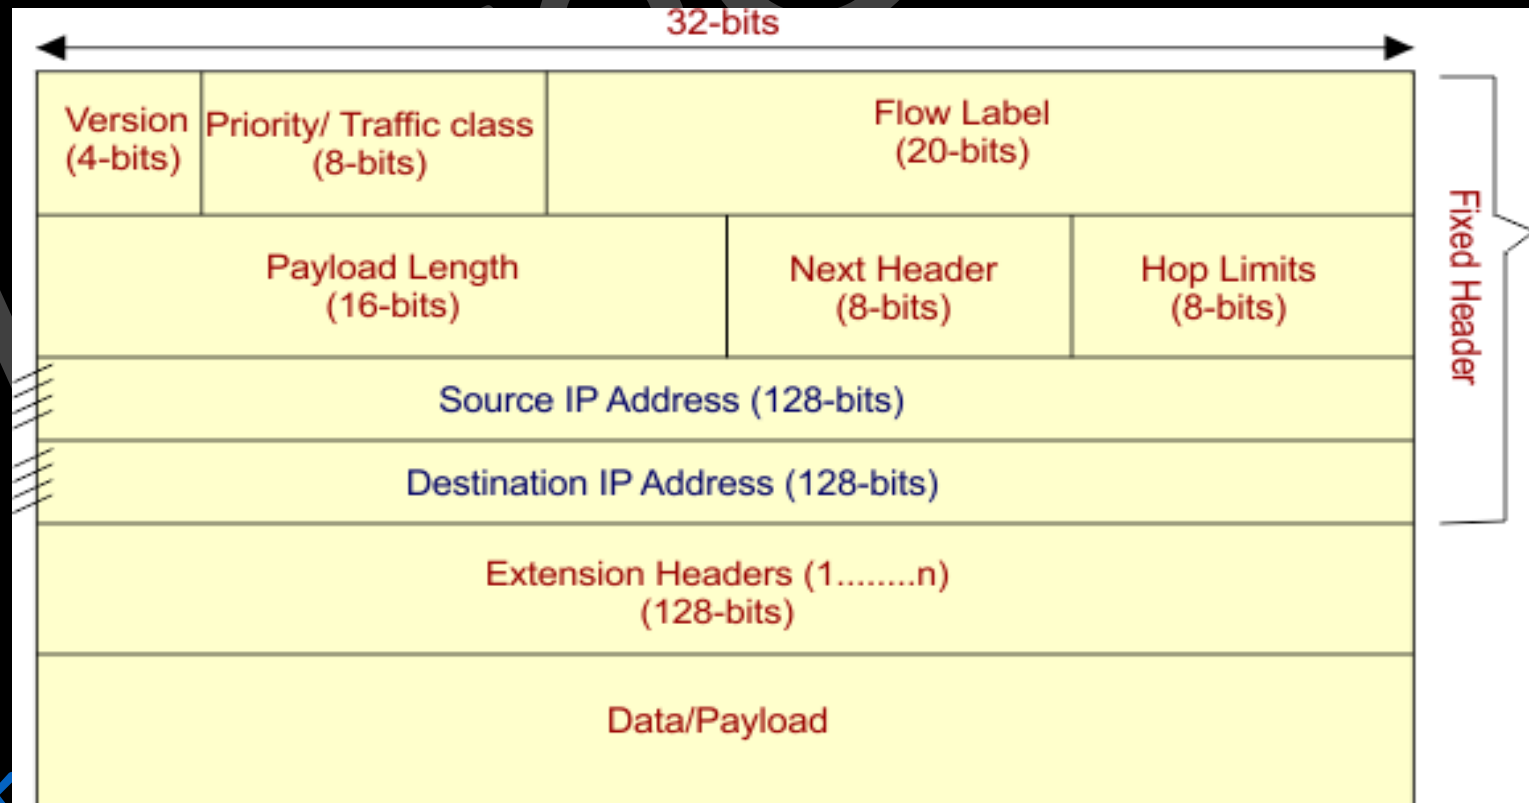 32-bits
Version
(4-bits)
Priority/ Traffic class
(8-bits)
Flow Label
(20-bits)
Payload Length
(16-bits)
Next Header
(8-bits)
Hop Limits
(8-bits)
Source IP Address (128-bits)
Destination IP Address (128-bits)
Fixed Header
Extension Headers (1........n)
(128-bits)
Data/Payload